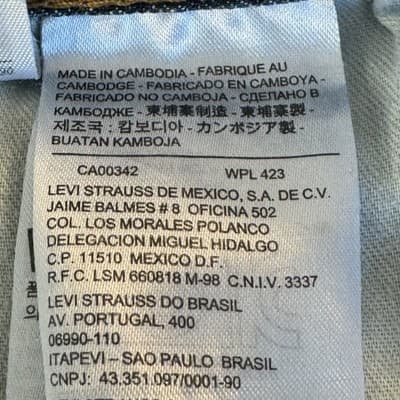 90
MADE IN CAMBODIA - FABRIQUE AU
CAMBODGE - FABRICADO EN CAMBOYA -
FABRICADO NO CAMBOJA - СДЕЛАНО В
КАМБОДЖЕ - 柬埔寨制造 - 柬埔寨製 -
제조국 : 캄보디아 - カンボジア製 -
BUATAN KAMBOJA
CA00342 WPL 423
LEVI STRAUSS DE MEXICO, S.A. DE C.V.
JAIME BALMES # 8 OFICINA 502
COL. LOS MORALES POLANCO
DELEGACION MIGUEL HIDALGO
C.P. 11510 MEXICO D.F.
R.F.C. LSM 660818 M-98 C.N.I.V. 3337
LEVI STRAUSS DO BRASIL
AV. PORTUGAL, 400
06990-110
ITAPEVI – SAO PAULO BRASIL
CNPJ: 43.351.097/0001-90